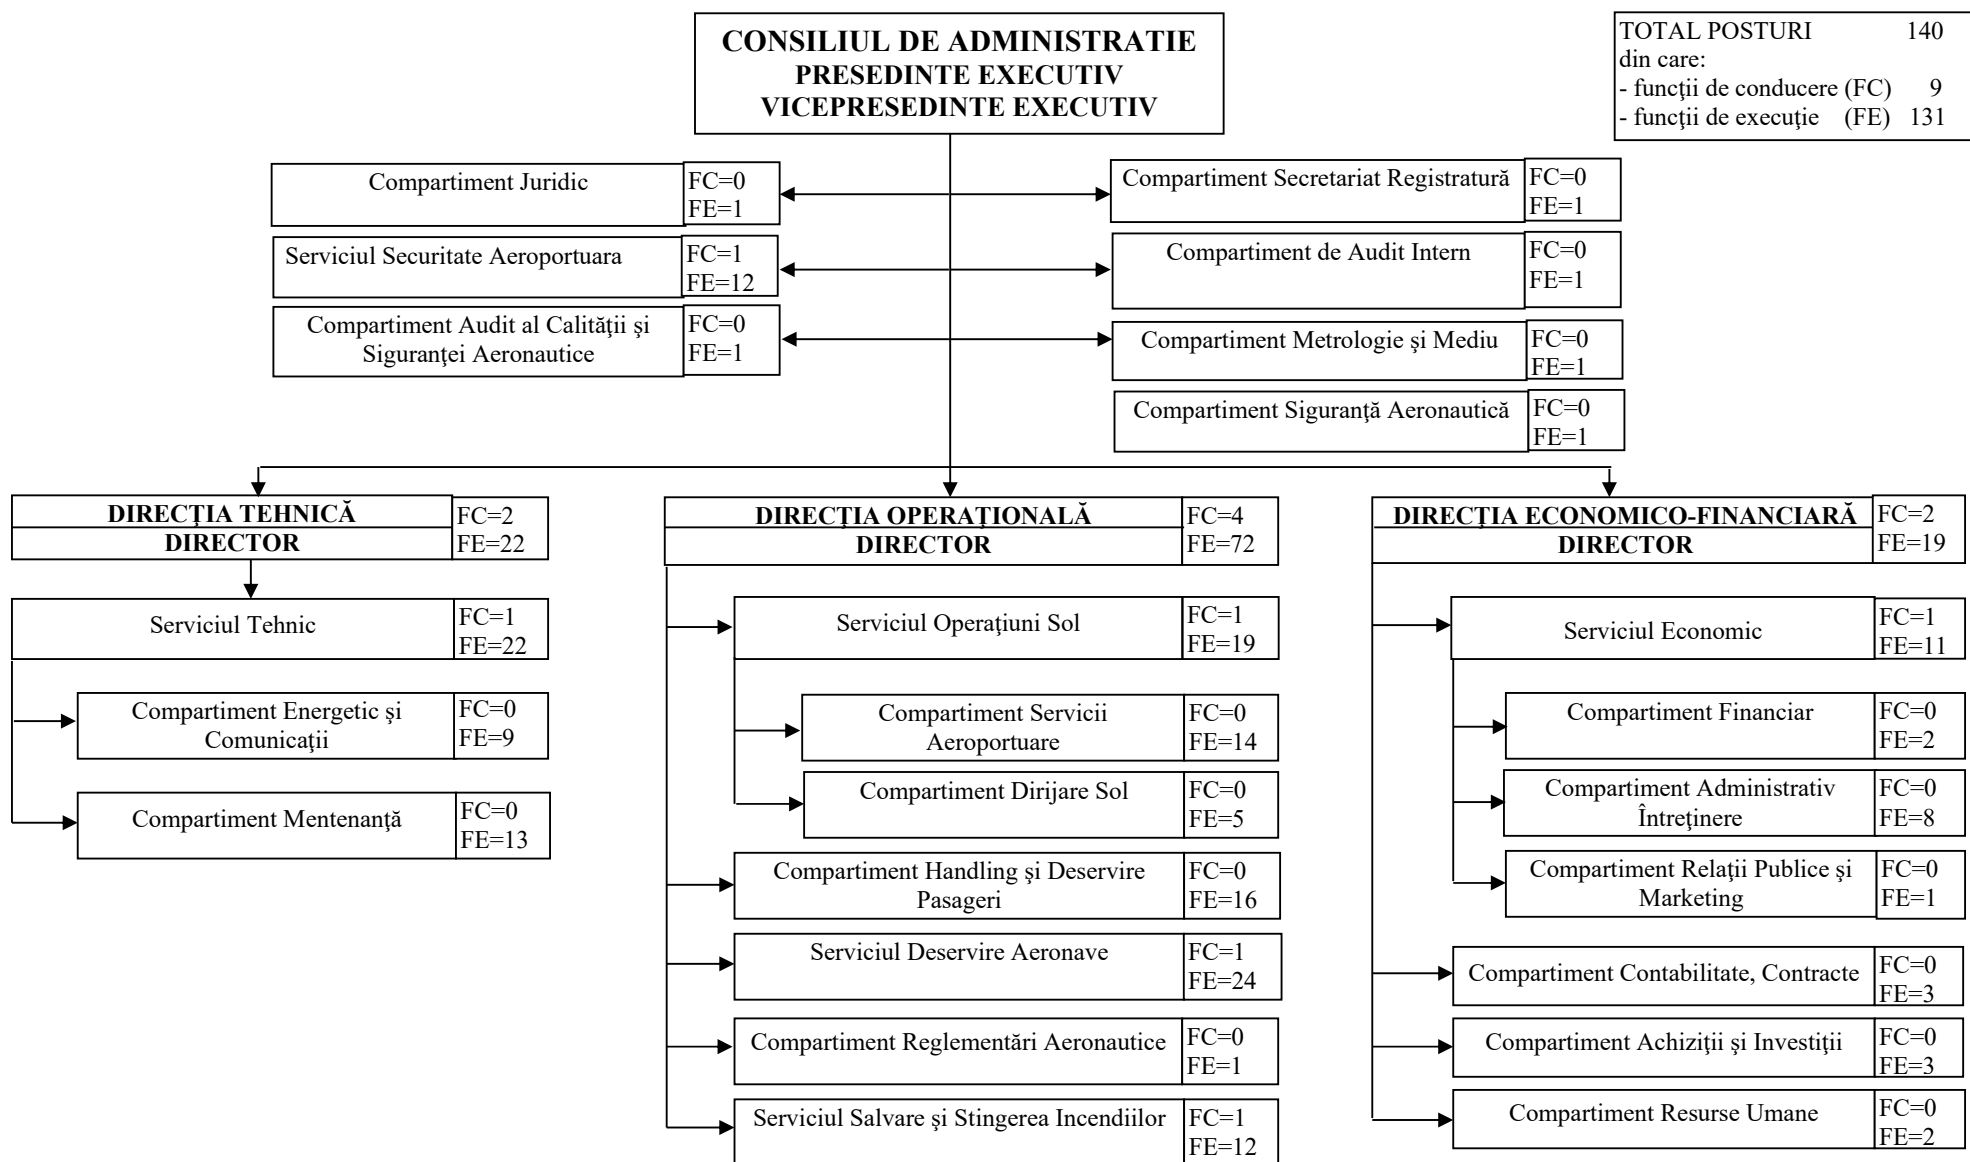 CONSILIUL DE ADMINISTRATIE
PRESEDINTE EXECUTIV
VICEPRESEDINTE EXECUTIV
TOTAL POSTURI 140
din care:
- funcţii de conducere (FC) 9
- funcţii de execuţie (FE) 131
Compartiment Juridic
FC=0
FE=1
Compartiment Secretariat Registratură
FC=0
FE=1
Serviciul Securitate Aeroportuara
FC=1
FE=12
Compartiment de Audit Intern
FC=0
FE=1
Compartiment Audit al Calităţii şi
Siguranţei Aeronautice
FC=0
FE=1
Compartiment Metrologie şi Mediu
FC=0
FE=1
Compartiment Siguranţă Aeronautică
FC=0
FE=1
DIRECŢIA TEHNICĂ
DIRECTOR
FC=2
FE=22
Serviciul Tehnic
FC=1
FE=22
Compartiment Energetic şi
Comunicaţii
FC=0
FE=9
Compartiment Mentenanţă
FC=0
FE=13
DIRECŢIA OPERAŢIONALĂ
DIRECTOR
FC=4
FE=72
Serviciul Operaţiuni Sol
FC=1
FE=19
Compartiment Servicii
Aeroportuare
FC=0
FE=14
Compartiment Dirijare Sol
FC=0
FE=5
Compartiment Handling şi Deservire
Pasageri
FC=0
FE=16
Serviciul Deservire Aeronave
FC=1
FE=24
Compartiment Reglementări Aeronautice
FC=0
FE=1
Serviciul Salvare şi Stingerea Incendiilor
FC=1
FE=12
DIRECŢIA ECONOMICO-FINANCIARĂ
DIRECTOR
FC=2
FE=19
Serviciul Economic
FC=1
FE=11
Compartiment Financiar
FC=0
FE=2
Compartiment Administrativ
Întreţinere
FC=0
FE=8
Compartiment Relaţii Publice şi
Marketing
FC=0
FE=1
Compartiment Contabilitate, Contracte
FC=0
FE=3
Compartiment Achiziţii şi Investiţii
FC=0
FE=3
Compartiment Resurse Umane
FC=0
FE=2